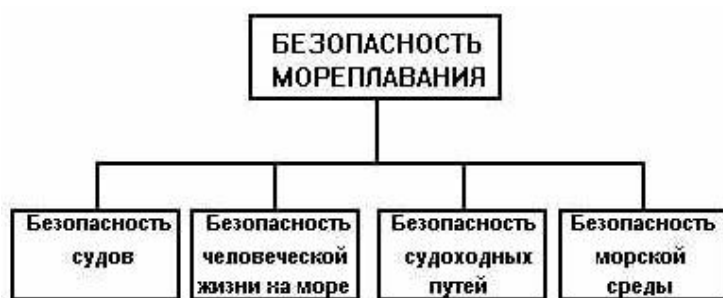 БЕЗОПАСНОСТЬ
МОРЕПЛАВАНИЯ
Безопасность
судов
Безопасность
человеческой
жизни на море
Безопасность
судоходных
путей
Безопасность
морской
среды